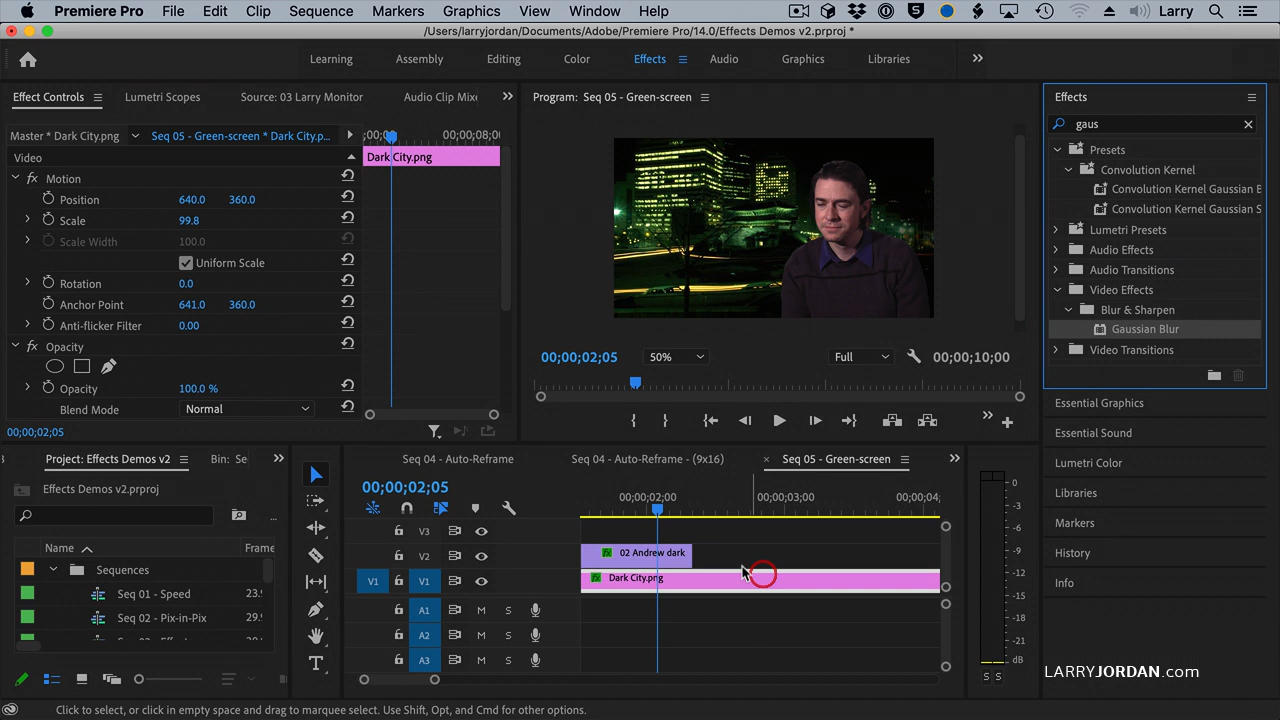 Premiere Pro File Edit Clip Sequence Markers Graphics View Window Help Larry
/Users/larryjordan/Documents/Adobe/Premiere Pro/14.0/Effects Demos v2.prproj *
Learning Assembly Editing Color Effects Audio Graphics Libraries
Effect Controls Lumetri Scopes Source: 03 Larry Monitor Audio Clip Mixe
Master * Dark City.png Seq 05 - Green-screen * Dark City.p...
;00;00 00;00;08;00
Video
Dark City.png
Motion
Position 640.0 360.0
Scale 99.8
Scale Width 100.0
Uniform Scale
Rotation 0.0
Anchor Point 641.0 360.0
Anti-flicker Filter 0.00
Opacity
Opacity 100.0 %
Blend Mode Normal
00;00;02;05
Program: Seq 05 - Green-screen
00;00;02;05 50% Full 00;00;10;00
Effects
gaus
Presets
Convolution Kernel
Convolution Kernel Gaussian B
Convolution Kernel Gaussian S
Lumetri Presets
Audio Effects
Audio Transitions
Video Effects
Blur & Sharpen
Gaussian Blur
Video Transitions
Essential Graphics
Essential Sound
Lumetri Color
Libraries
Markers
History
Info
Project: Effects Demos v2 Bin: Se
Effects Demos v2.prproj
Name Frame
Sequences
Seq 01 - Speed 23.9
Seq 02 - Pix-in-Pix 29.9
Seq 04 - Auto-Reframe Seq 04 - Auto-Reframe - (9x16) × Seq 05 - Green-screen
00;00;02;05
00;00;02;00 00;00;03;00 00;00;04;
V3
V2 02 Andrew dark
V1 V1 Dark City.png
A1 M S
A2 M S
A3 M S
0
-3
-6
-9
-12
-15
-18
-21
dB
S S
LARRYJORDAN.com
Click to select, or click in empty space and drag to marquee select. Use Shift, Opt, and Cmd for other options.